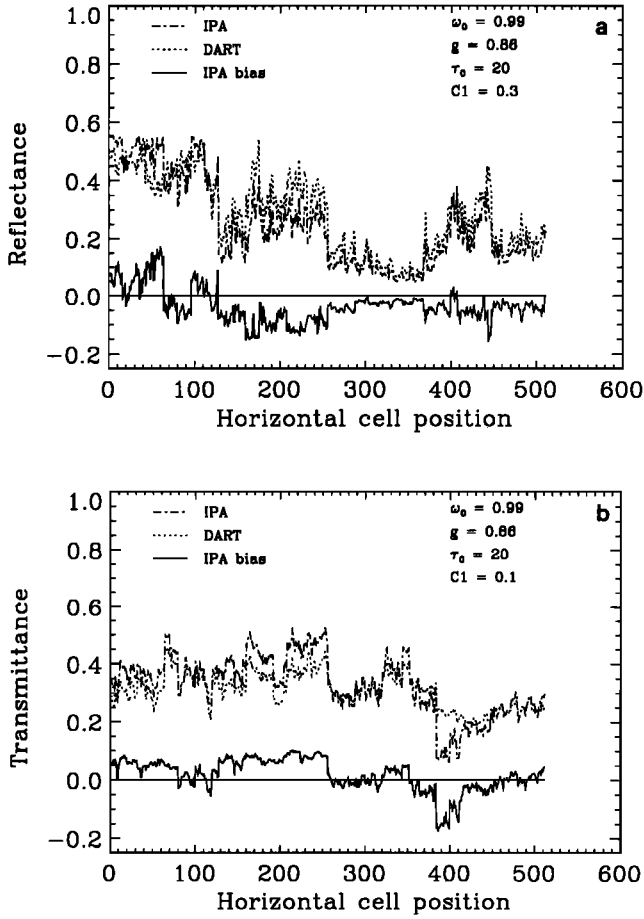 a
IPA
DART
IPA bias
ω₀ = 0.99
g = 0.86
τ₀ = 20
C1 = 0.3
Reflectance
1.0
0.8
0.6
0.4
0.2
0.0
−0.2
0 100 200 300 400 500 600
Horizontal cell position
b
IPA
DART
IPA bias
ω₀ = 0.99
g = 0.86
τ₀ = 20
C1 = 0.1
Transmittance
1.0
0.8
0.6
0.4
0.2
0.0
−0.2
0 100 200 300 400 500 600
Horizontal cell position